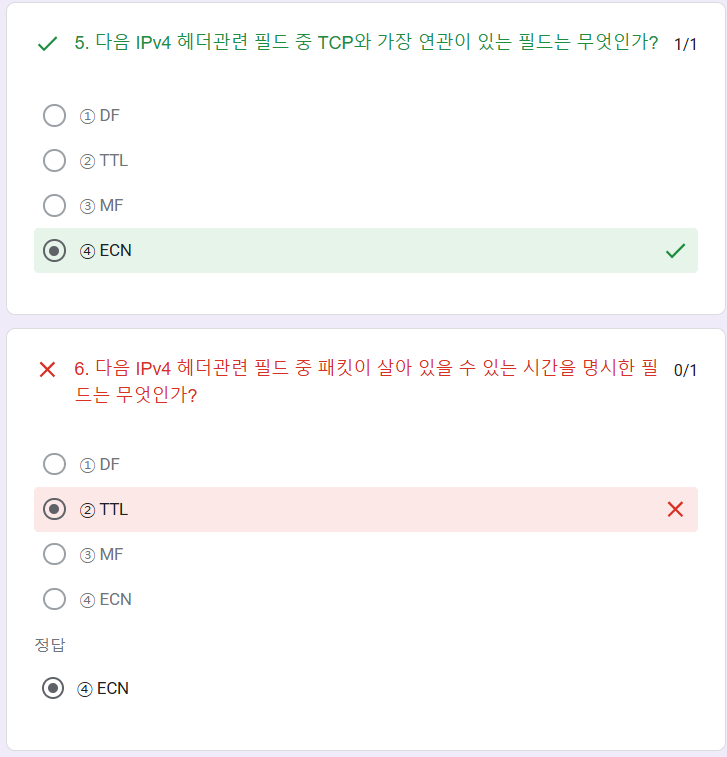 5. 다음 IPv4 헤더관련 필드 중 TCP와 가장 연관이 있는 필드는 무엇인가? 1/1
① DF
② TTL
③ MF
④ ECN
6. 다음 IPv4 헤더관련 필드 중 패킷이 살아 있을 수 있는 시간을 명시한 필 0/1
드는 무엇인가?
① DF
② TTL
③ MF
④ ECN
정답
④ ECN